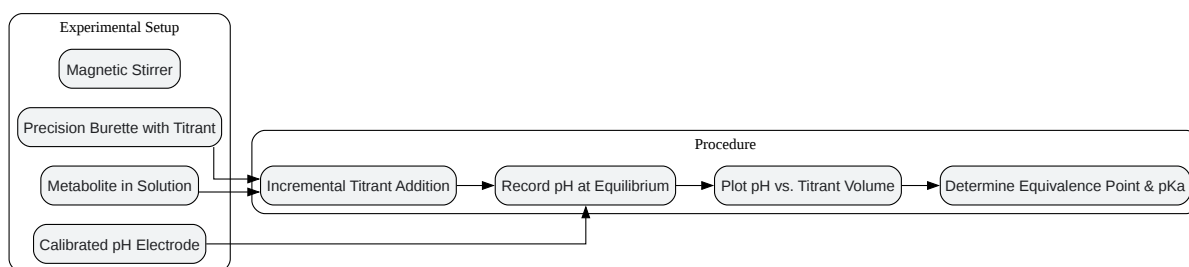 Experimental Setup
Magnetic Stirrer
Precision Burette with Titrant
Metabolite in Solution
Calibrated pH Electrode
Procedure
Incremental Titrant Addition
Record pH at Equilibrium
Plot pH vs. Titrant Volume
Determine Equivalence Point & pKa